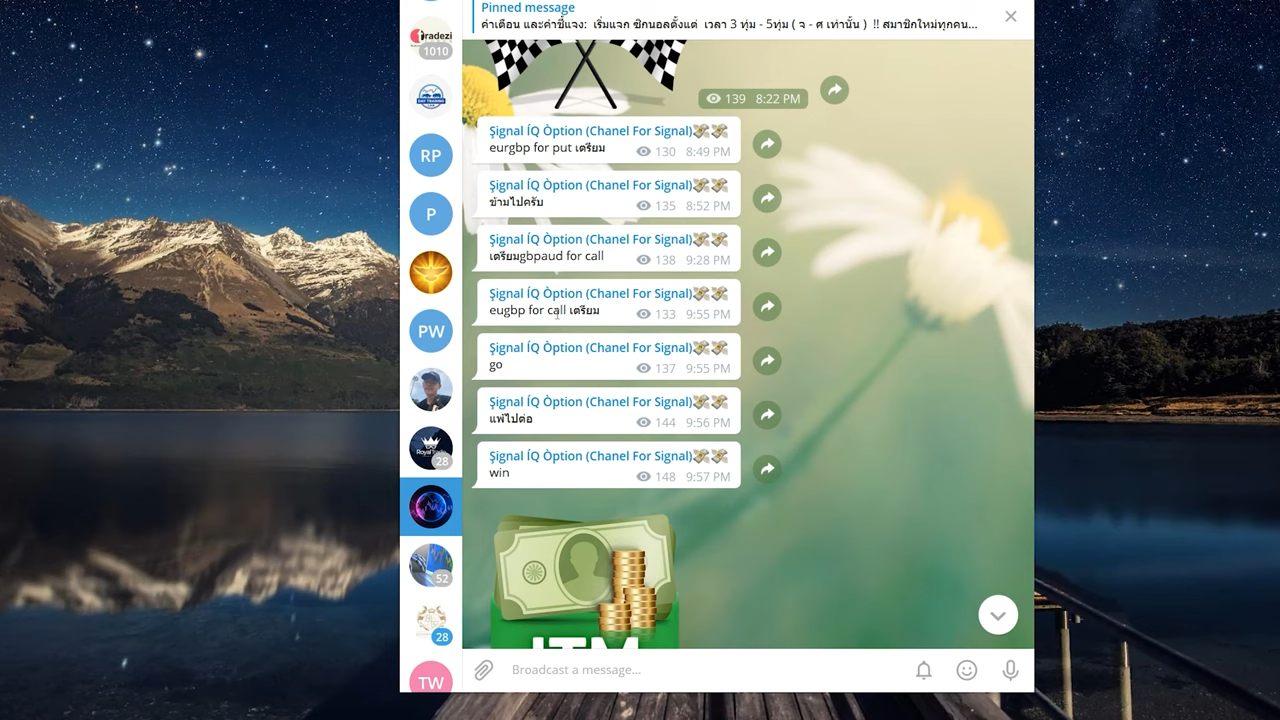 Pinned message
ค่าเตือน และคำชี้แจง: เริ่มแจก ซิกนอลตั้งแต่ เวลา 3 ทุ่ม - 5ทุ่ม ( จ - ศ เท่านั้น ) !! สมาชิกใหม่ทุกคน...
radezi
1010
DAY TRADING
139 8:22 PM
Şignal ÍQ Òption (Chanel For Signal)💸💸
eurgbp for put เตรียม 130 8:49 PM
RP
Şignal ÍQ Òption (Chanel For Signal)💸💸
ข้ามไปครับ 135 8:52 PM
P
Şignal ÍQ Òption (Chanel For Signal)💸💸
เตรียมgbpaud for call 138 9:28 PM
Şignal ÍQ Òption (Chanel For Signal)💸💸
eugbp for call เตรียม 133 9:55 PM
PW
Şignal ÍQ Òption (Chanel For Signal)💸💸
go 137 9:55 PM
Şignal ÍQ Òption (Chanel For Signal)💸💸
แพ้ไปต่อ 144 9:56 PM
28
Şignal ÍQ Òption (Chanel For Signal)💸💸
win 148 9:57 PM
52
28
ITM
Broadcast a message...
TW